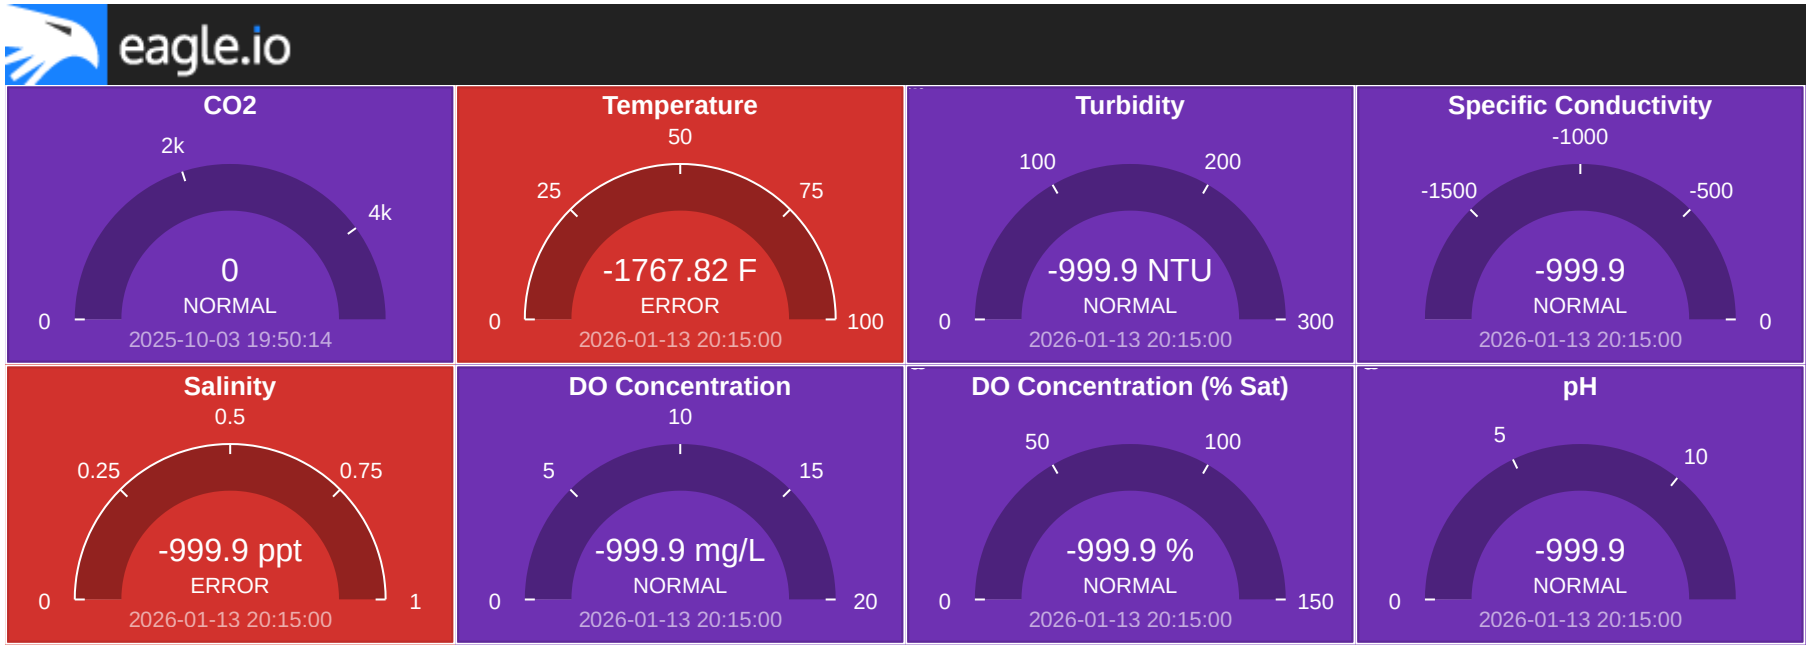 eagle.io
CO2
2k
4k
0
0
NORMAL
2025-10-03 19:50:14
Temperature
50
25
75
-1767.82 F
ERROR
0
100
2026-01-13 20:15:00
Turbidity
100
200
-999.9 NTU
NORMAL
0
300
2026-01-13 20:15:00
Specific Conductivity
-1000
-1500
-500
-999.9
NORMAL
0
2026-01-13 20:15:00
Salinity
0.5
0.25
0.75
-999.9 ppt
ERROR
0
1
2026-01-13 20:15:00
DO Concentration
10
5
15
-999.9 mg/L
NORMAL
0
20
2026-01-13 20:15:00
DO Concentration (% Sat)
50
100
-999.9 %
NORMAL
0
150
2026-01-13 20:15:00
pH
5
10
-999.9
NORMAL
0
2026-01-13 20:15:00